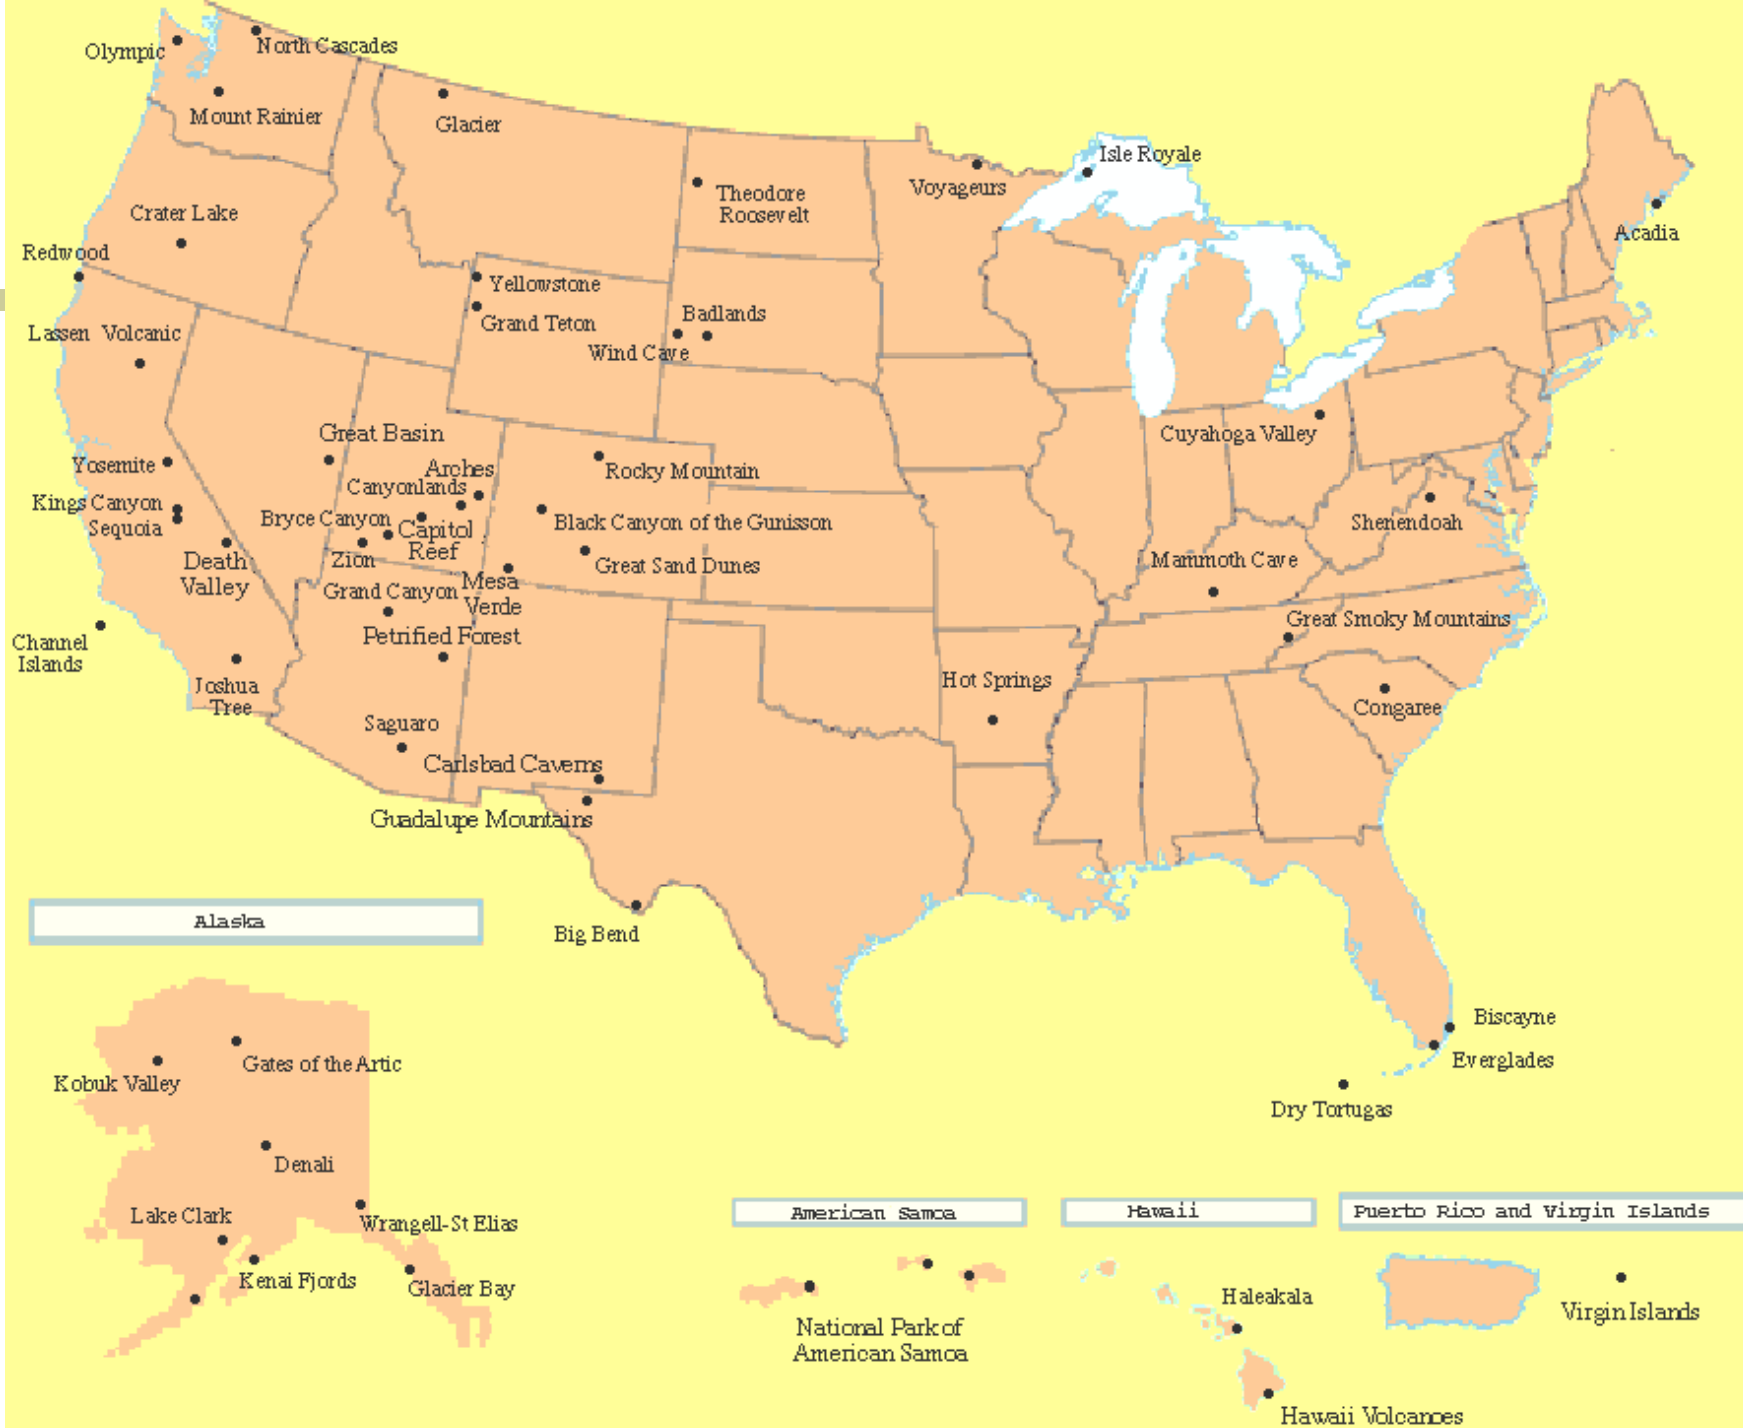 Olympic
North Cascades
Mount Rainier
Glacier
Isle Royale
Voyageurs
Theodore
Roosevelt
Crater Lake
Acadia
Redwood
Yellowstone
Grand Teton
Badlands
Wind Cave
Lassen Volcanic
Great Basin
Cuyahoga Valley
Yosemite
Arches
Rocky Mountain
Canyonlands
Kings Canyon
Sequoia
Bryce Canyon
Capitol
Reef
Black Canyon of the Gunisson
Shenendoah
Death
Valley
Zion
Great Sand Dunes
Mammoth Cave
Grand Canyon
Mesa
Verde
Great Smoky Mountains
Petrified Forest
Channel
Islands
Joshua
Tree
Hot Springs
Congaree
Saguaro
Carlsbad Caverns
Guadalupe Mountains
Big Bend
Alaska
Biscayne
Everglades
Dry Tortugas
Gates of the Artic
Kobuk Valley
Denali
Lake Clark
Wrangell-St Elias
Kenai Fjords
Glacier Bay
American Samoa
National Park of
American Samoa
Hawaii
Haleakala
Hawaii Volcanoes
Puerto Rico and Virgin Islands
Virgin Islands